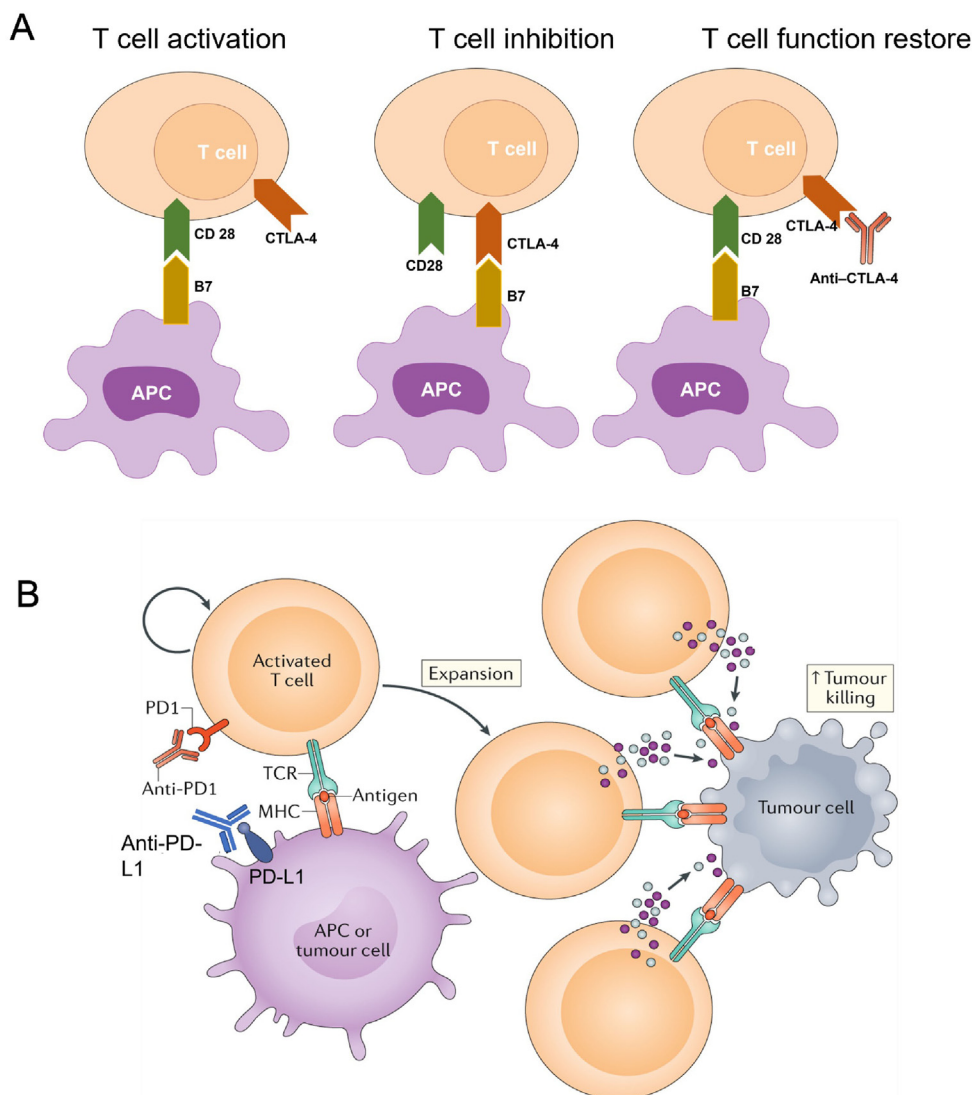 A
T cell activation
T cell inhibition
T cell function restore
T cell
CD 28
CTLA-4
B7
APC
T cell
CD28
CTLA-4
B7
APC
T cell
CD 28
CTLA-4
Anti–CTLA-4
B7
APC
B
Activated
T cell
Expansion
↑ Tumour
killing
PD1
Anti-PD1
TCR
Antigen
MHC
Tumour cell
Anti-PD-
L1
PD-L1
APC or
tumour cell